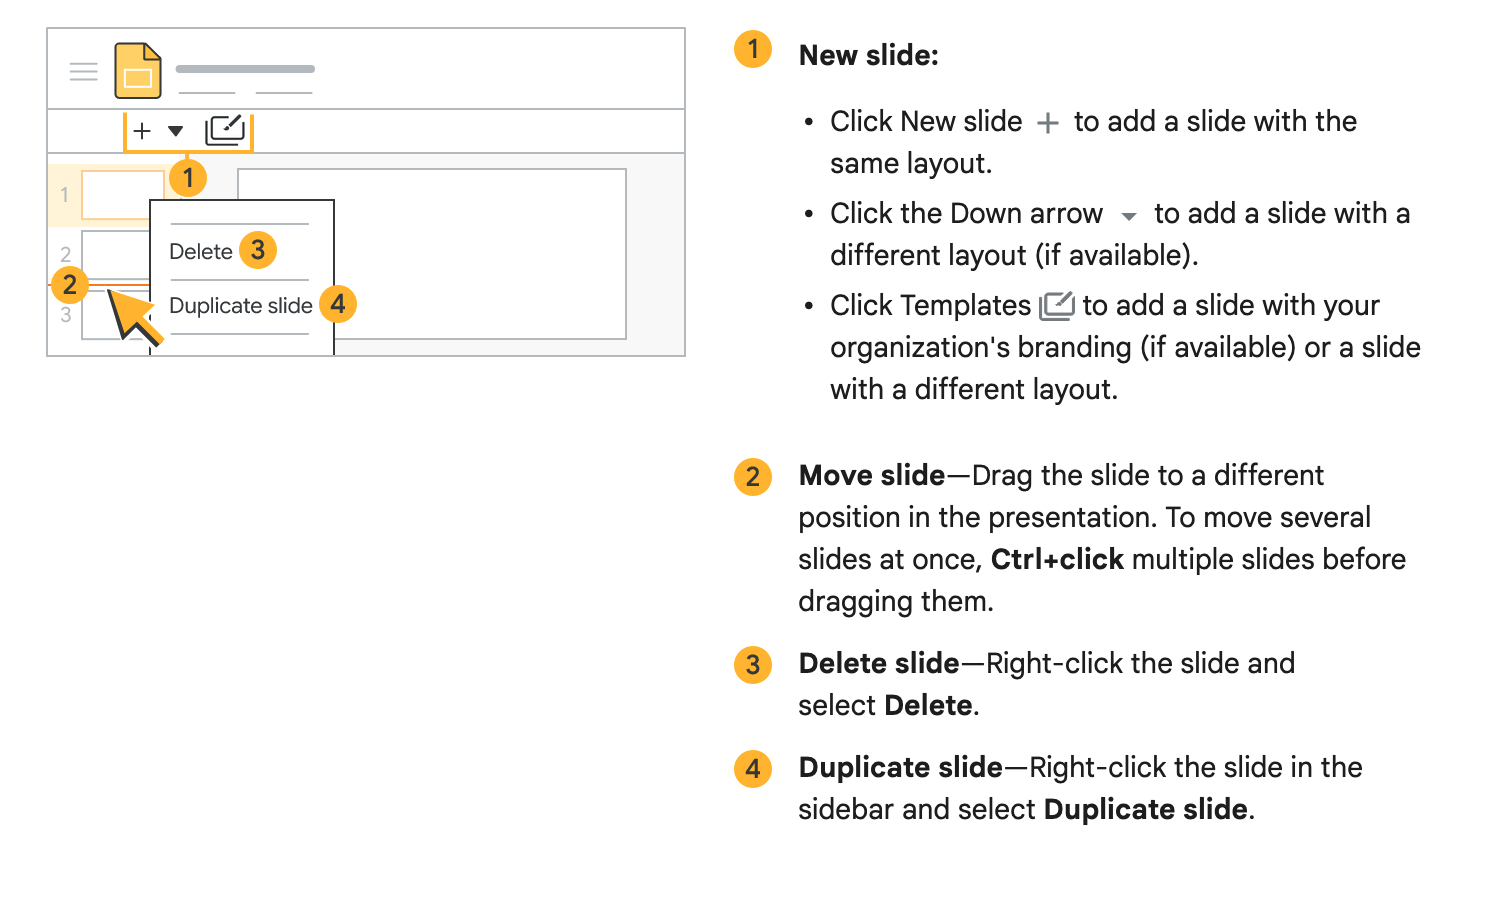 1
1
2
3
2
Delete 3
Duplicate slide 4
1 New slide:
• Click New slide + to add a slide with the
same layout.
• Click the Down arrow to add a slide with a
different layout (if available).
• Click Templates to add a slide with your
organization's branding (if available) or a slide
with a different layout.
2 Move slide—Drag the slide to a different
position in the presentation. To move several
slides at once, Ctrl+click multiple slides before
dragging them.
3 Delete slide—Right-click the slide and
select Delete.
4 Duplicate slide—Right-click the slide in the
sidebar and select Duplicate slide.